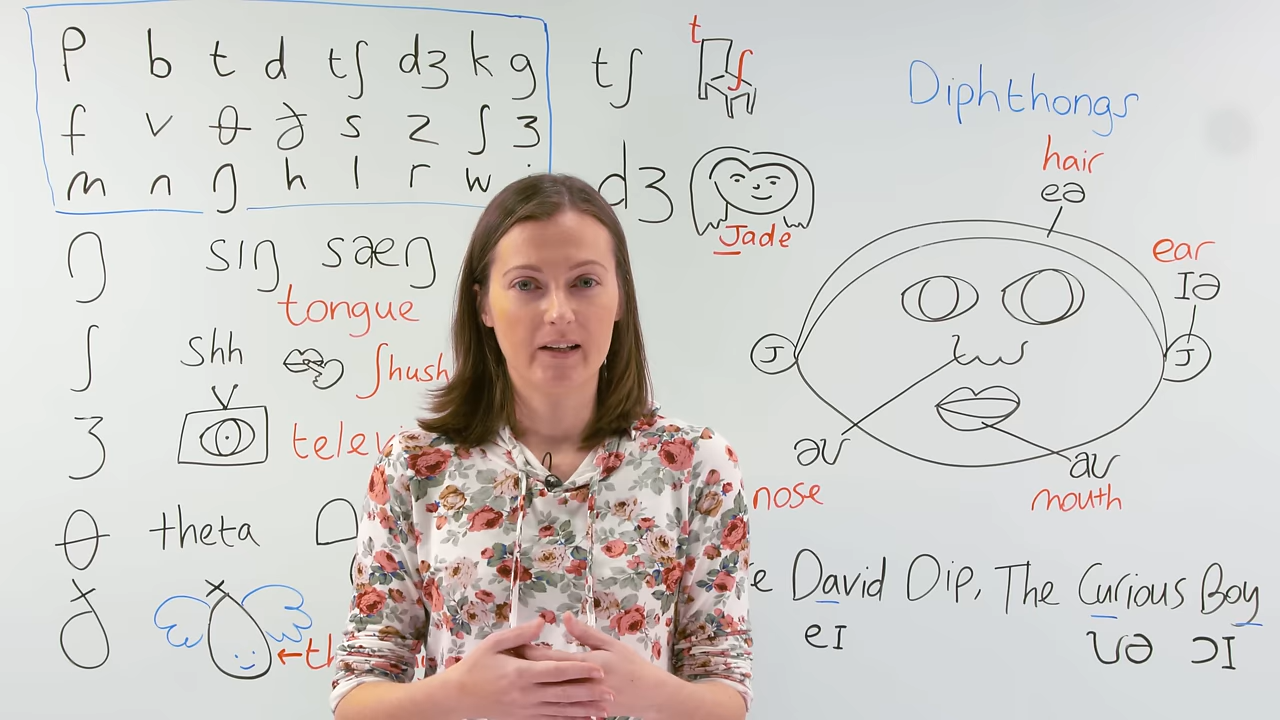 p b t d tʃ dʒ k g
f v θ ð s z ʃ ʒ
m n ŋ h l r w
ŋ sɪŋ sæŋ
tongue
ʃ shh ʃhush
ʒ
θ theta
ð
tʃ t ʃ
dʒ
Jade
Diphthongs
hair
eə
ear
ɪə
əʊ
nose
aʊ
mouth
David Dip, The Curious Boy
eɪ ʊə ɔɪ